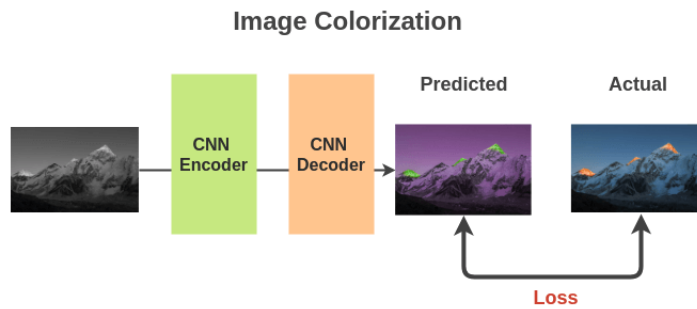 Image Colorization
Predicted
Actual
CNN
Encoder
CNN
Decoder
Loss